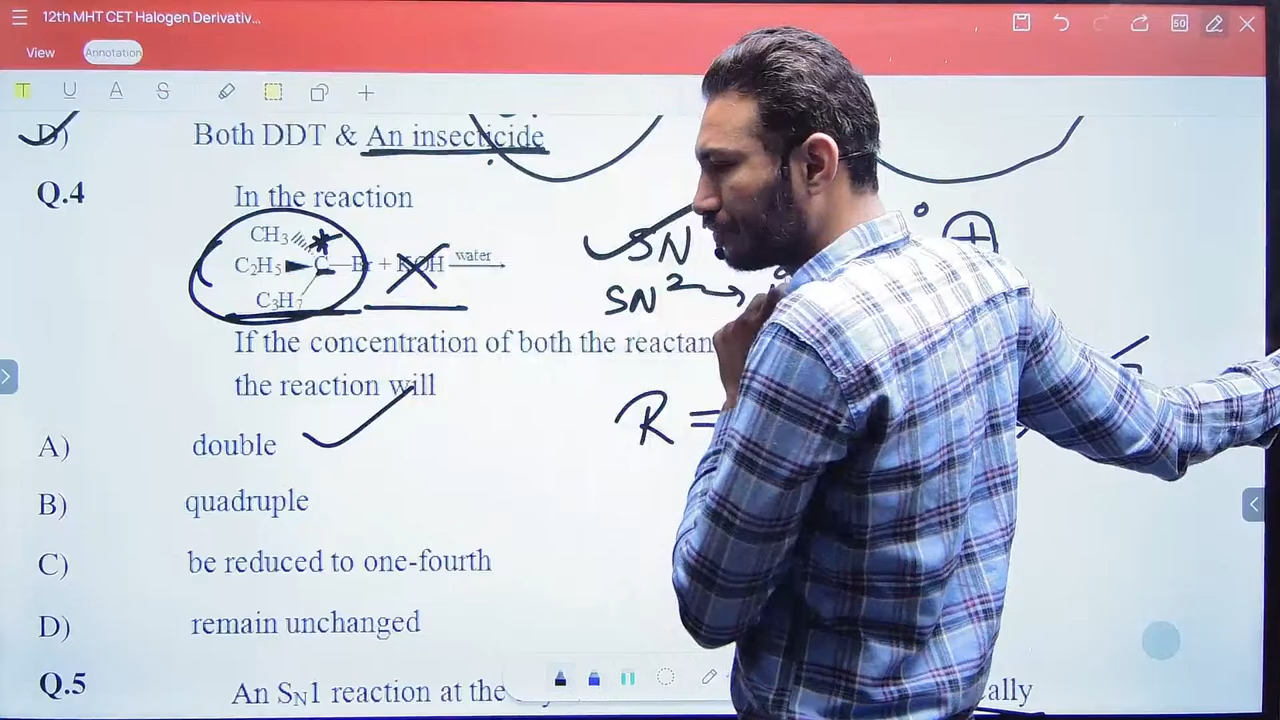 12th MHT CET Halogen Derivativ...
View Annotation
50
T U A S
D) Both DDT & An insecticide
Q.4 In the reaction
CH3
C2H5 C—Br + KOH water
C3H7
SN
SN2
If the concentration of both the reactan
the reaction will
R =
A) double
B) quadruple
C) be reduced to one-fourth
D) remain unchanged
Q.5 An SN1 reaction at the
cally